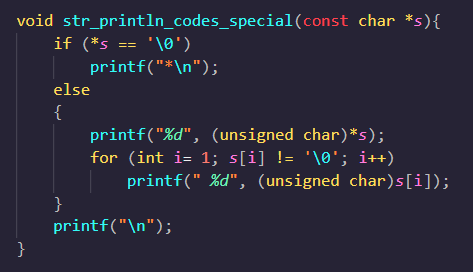 void str_println_codes_special(const char *s){
    if (*s == '\0')
        printf("*\n");
    else
    {
        printf("%d", (unsigned char)*s);
        for (int i= 1; s[i] != '\0'; i++)
            printf(" %d", (unsigned char)s[i]);
    }
    printf("\n");
}